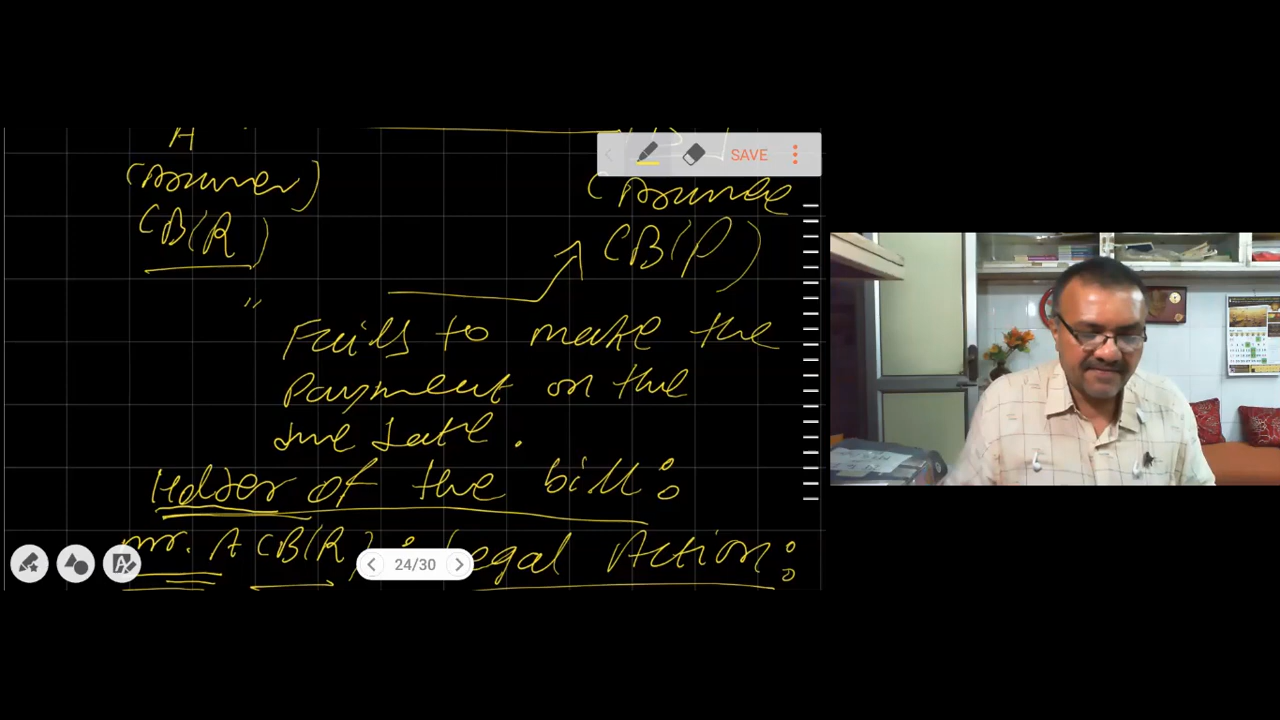 A
(Drawer)
(B/R)
(Drawee
(B/P)
SAVE
"
Fails to make the
payment on the
due date.
Holder of the bill:
mr. A (B/R) : Legal Action:
24/30